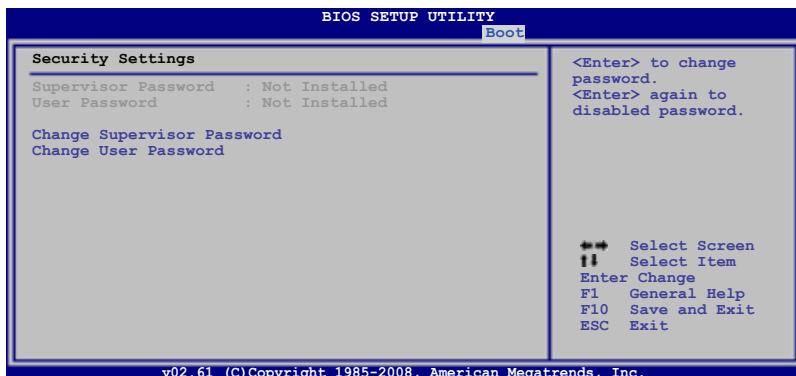 BIOS SETUP UTILITY
Boot
Security Settings
Supervisor Password : Not Installed
User Password : Not Installed
Change Supervisor Password
Change User Password
<Enter> to change
password.
<Enter> again to
disabled password.
Select Screen
Select Item
Enter Change
F1 General Help
F10 Save and Exit
ESC Exit
v02.61 (C)Copyright 1985-2008, American Megatrends, Inc.